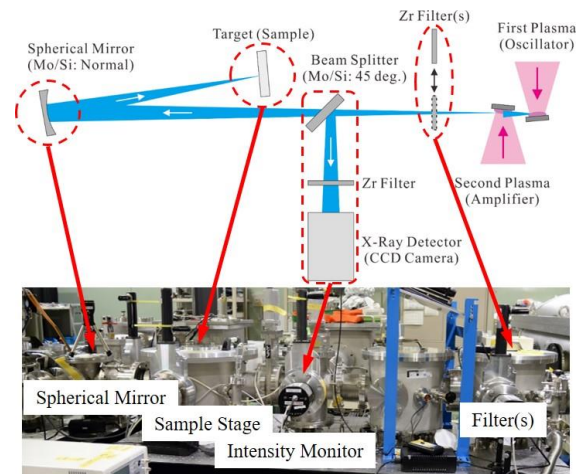 Zr Filter(s)
First Plasma
(Oscillator)
Target (Sample)
Spherical Mirror
(Mo/Si: Normal)
Beam Splitter
(Mo/Si: 45 deg.)
Second Plasma
(Amplifier)
Zr Filter
X-Ray Detector
(CCD Camera)
Spherical Mirror
Sample Stage
Intensity Monitor
Filter(s)